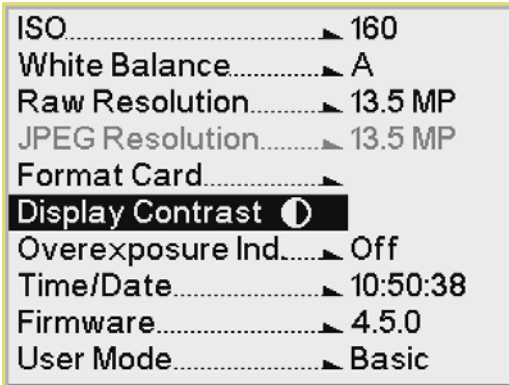 ISO 160
White Balance A
Raw Resolution 13.5 MP
JPEG Resolution 13.5 MP
Format Card
Display Contrast
Overexposure Ind. Off
Time/Date 10:50:38
Firmware 4.5.0
User Mode Basic